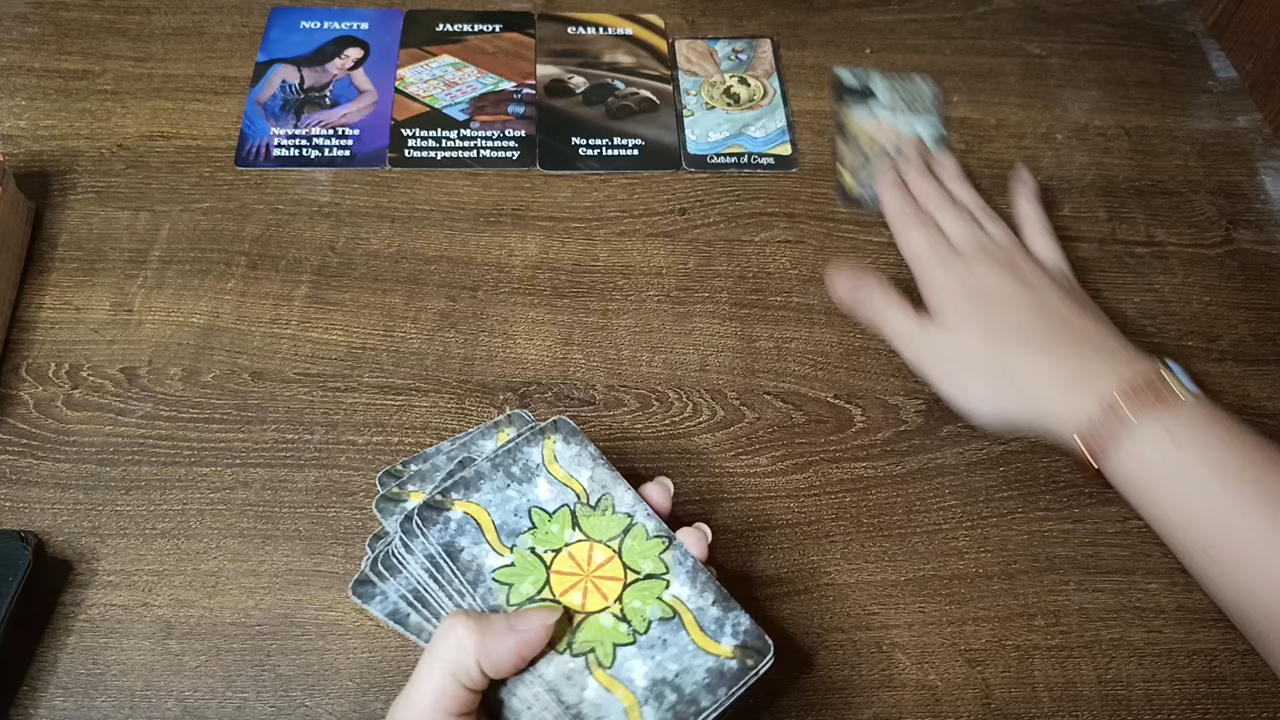 NO FACTS
Never Has The
Facts, Makes
Shit Up, Lies
JACKPOT
Winning Money, Got
Rich, Inheritance,
Unexpected Money
CARLESS
No car, Repo,
Car issues
Queen of Cups